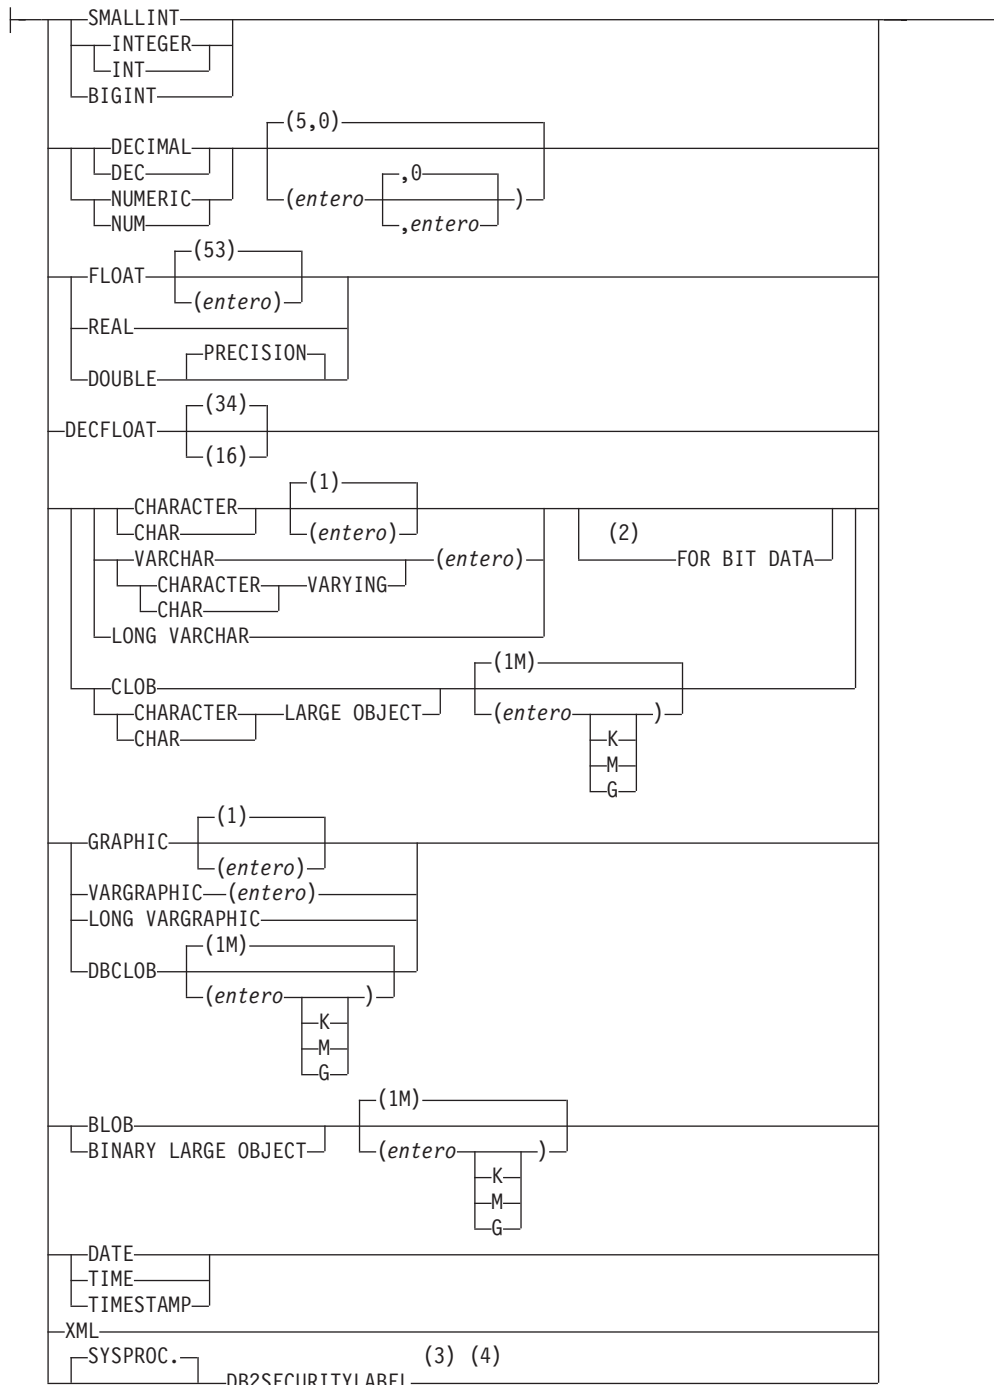 SMALLINT
INTEGER
INT
BIGINT
(5,0)
DECIMAL
DEC
,0
NUMERIC (entero )
NUM ,entero
(53)
FLOAT
(entero)
REAL
PRECISION
DOUBLE
(34)
DECFLOAT
(16)
(1)
CHARACTER
CHAR (entero) (2)
VARCHAR (entero) FOR BIT DATA
CHARACTER VARYING
CHAR
LONG VARCHAR
(1M)
CLOB
CHARACTER LARGE OBJECT (entero )
CHAR K
M
G
(1)
GRAPHIC
(entero)
VARGRAPHIC (entero)
LONG VARGRAPHIC
(1M)
DBCLOB
(entero )
K
M
G
(1M)
BLOB
BINARY LARGE OBJECT (entero )
K
M
G
DATE
TIME
TIMESTAMP
XML
SYSPROC. (3) (4)
DB2SECURITYLABEL